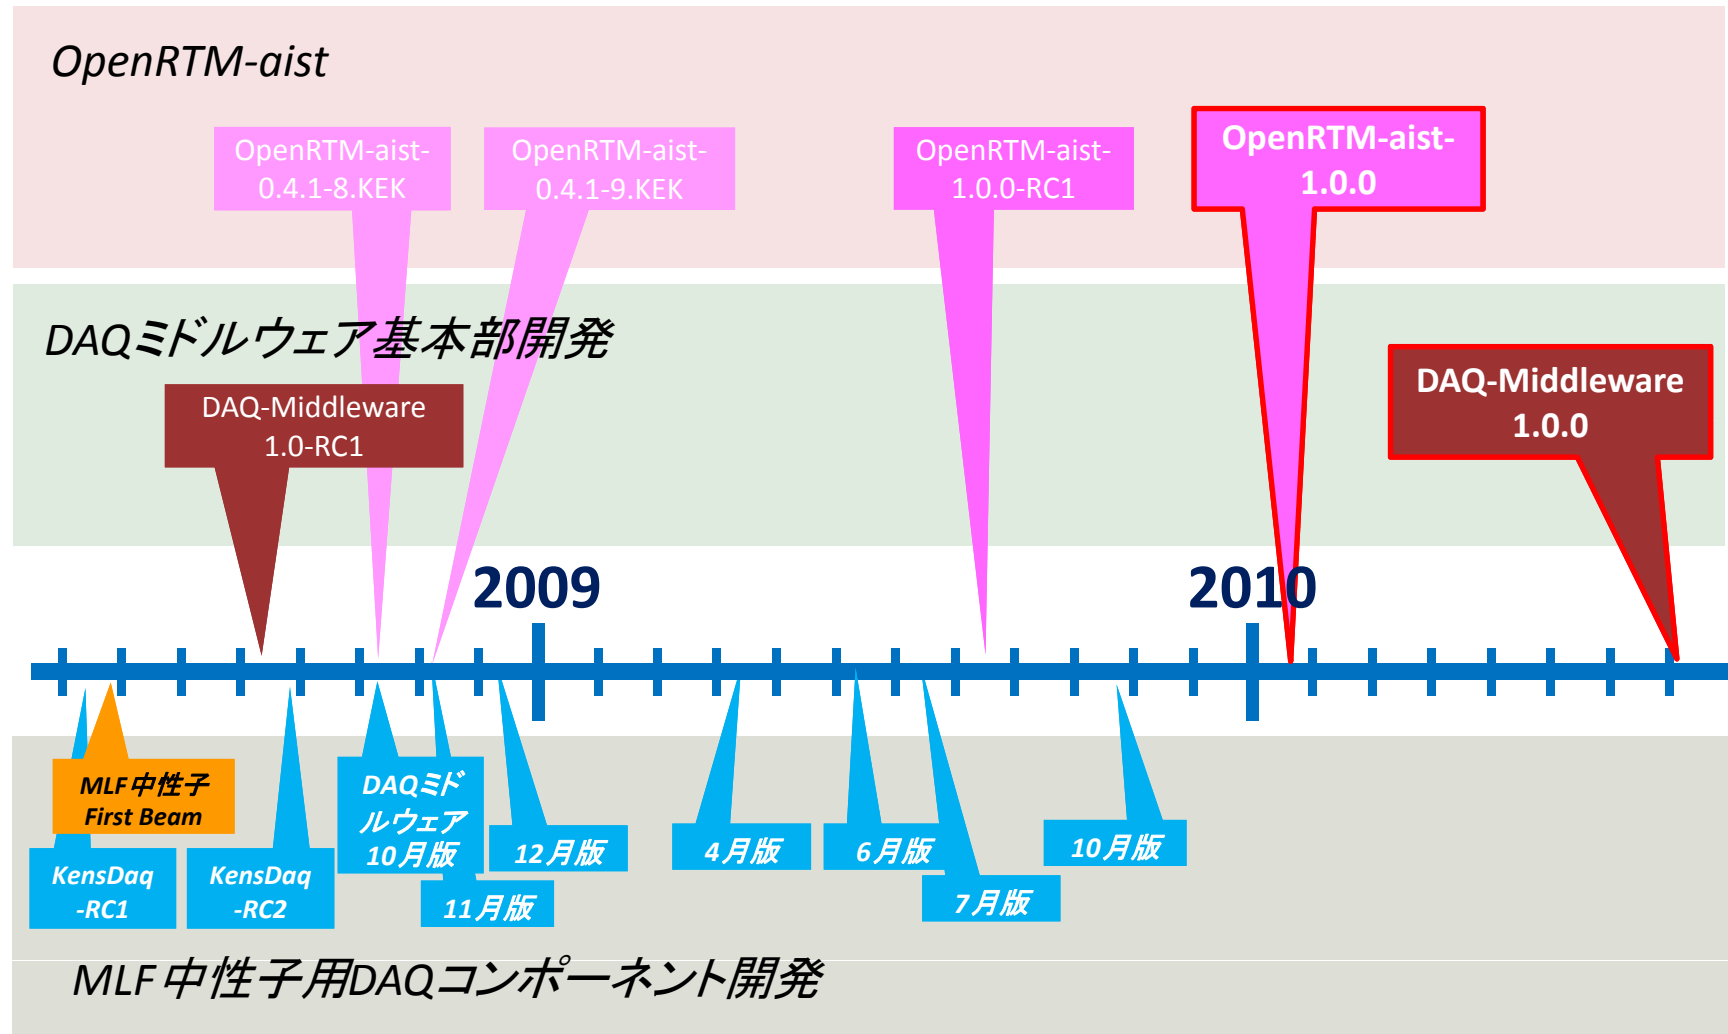 OpenRTM-aist
OpenRTM-aist-
0.4.1-8.KEK
OpenRTM-aist-
0.4.1-9.KEK
OpenRTM-aist-
1.0.0-RC1
OpenRTM-aist-
1.0.0
DAQミドルウェア基本部開発
DAQ-Middleware
1.0-RC1
DAQ-Middleware
1.0.0
2009
2010
MLF中性子
First Beam
KensDaq
-RC1
KensDaq
-RC2
DAQミド
ルウェア
10月版
11月版
12月版
4月版
6月版
7月版
10月版
MLF中性子用DAQコンポーネント開発